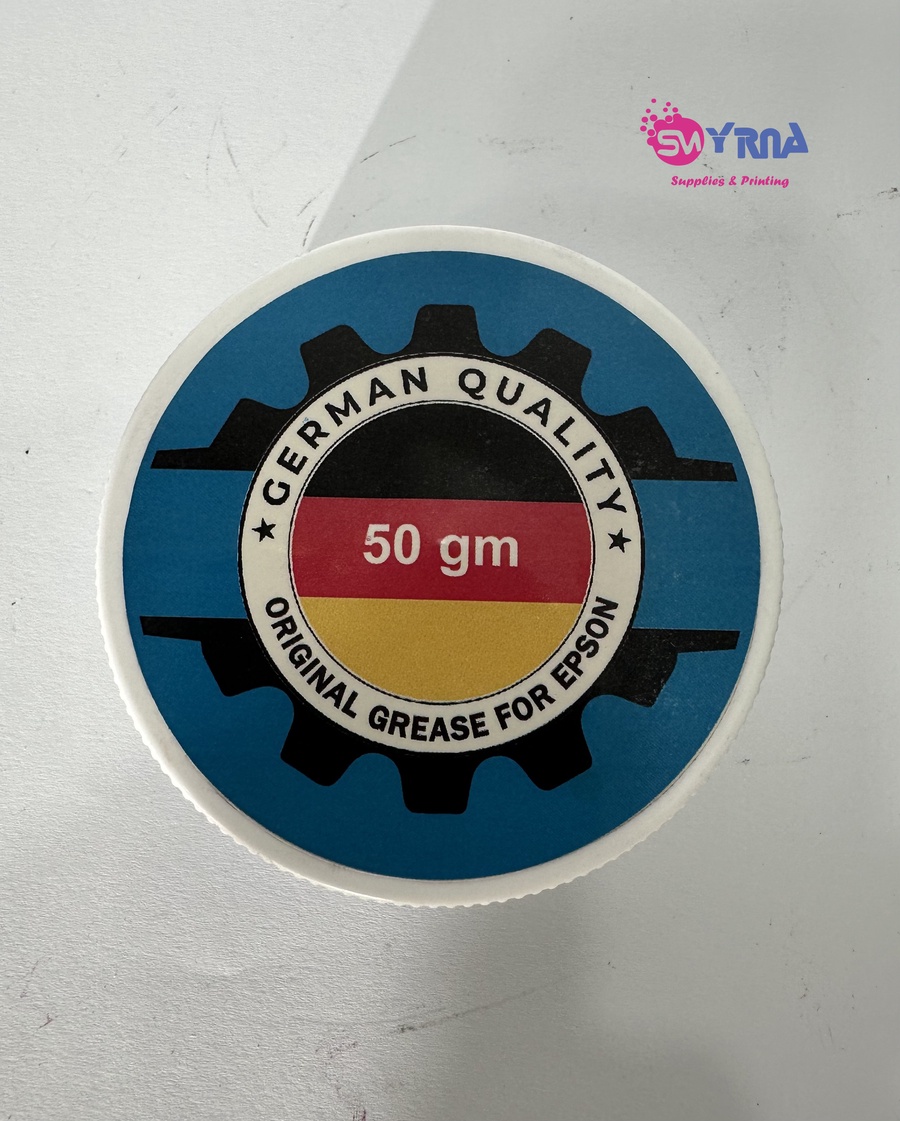 SMYRNA
Supplies & Printing
GERMAN QUALITY
50 gm
ORIGINAL GREASE FOR EPSON